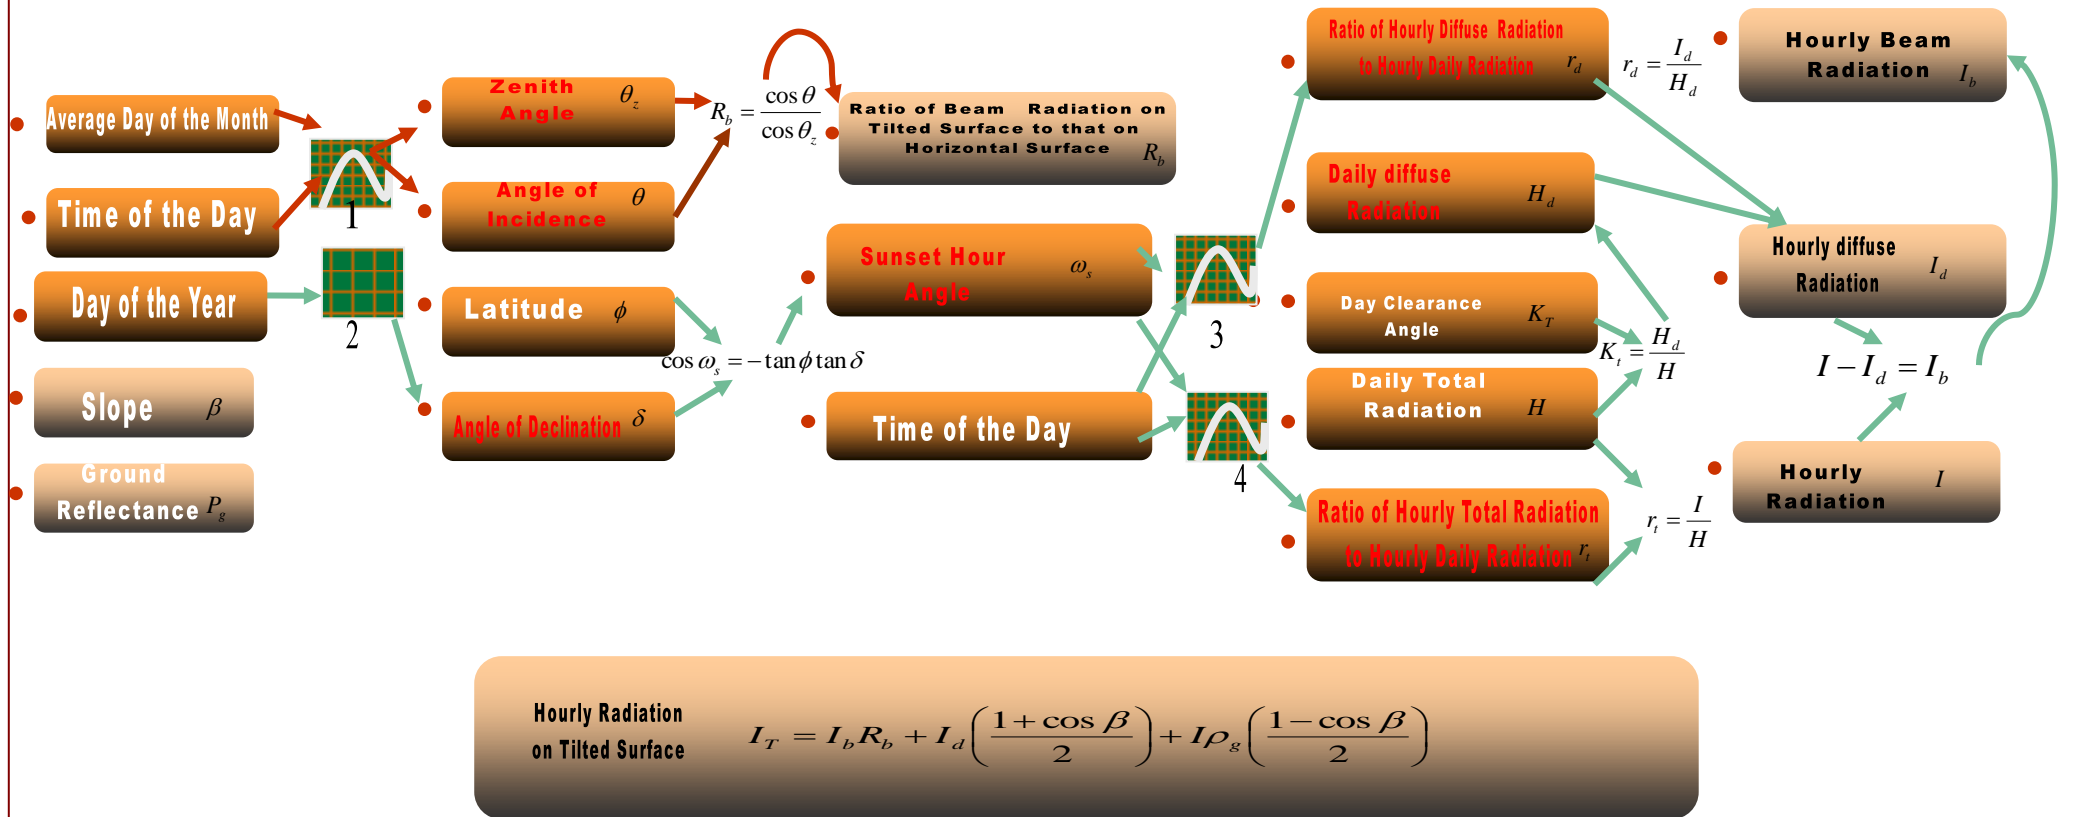 Average Day of the Month
Time of the Day
Day of the Year
Slope β
Ground
Reflectance P_g
1
2
Zenith
Angle θ_z
Angle of
Incidence θ
Latitude ϕ
Angle of Declination δ
R_b = cos θ / cos θ_z
Ratio of Beam Radiation on
Tilted Surface to that on
Horizontal Surface R_b
cos ω_s = −tan ϕ tan δ
Sunset Hour
Angle ω_s
Time of the Day
3
4
Ratio of Hourly Diffuse Radiation
to Hourly Daily Radiation r_d
r_d = I_d / H_d
Daily diffuse
Radiation H_d
Day Clearance
Angle K_T
K_t = H_d / H
Daily Total
Radiation H
Ratio of Hourly Total Radiation
to Hourly Daily Radiation r_t
r_t = I / H
Hourly Beam
Radiation I_b
Hourly diffuse
Radiation I_d
I − I_d = I_b
Hourly
Radiation I
Hourly Radiation
on Tilted Surface
I_T = I_b R_b + I_d ( (1 + cos β) / 2 ) + I ρ_g ( (1 − cos β) / 2 )